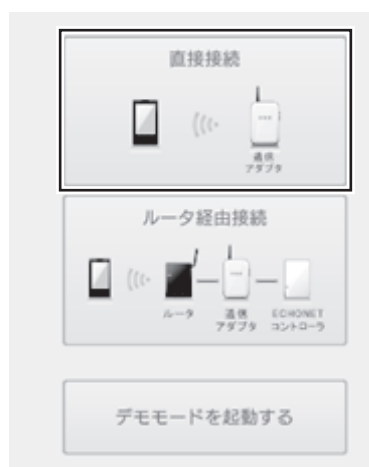 直接接続
通信
アダプタ
ルータ経由接続
ルータ
通信
アダプタ
ECHONET
コントローラ
デモモードを起動する